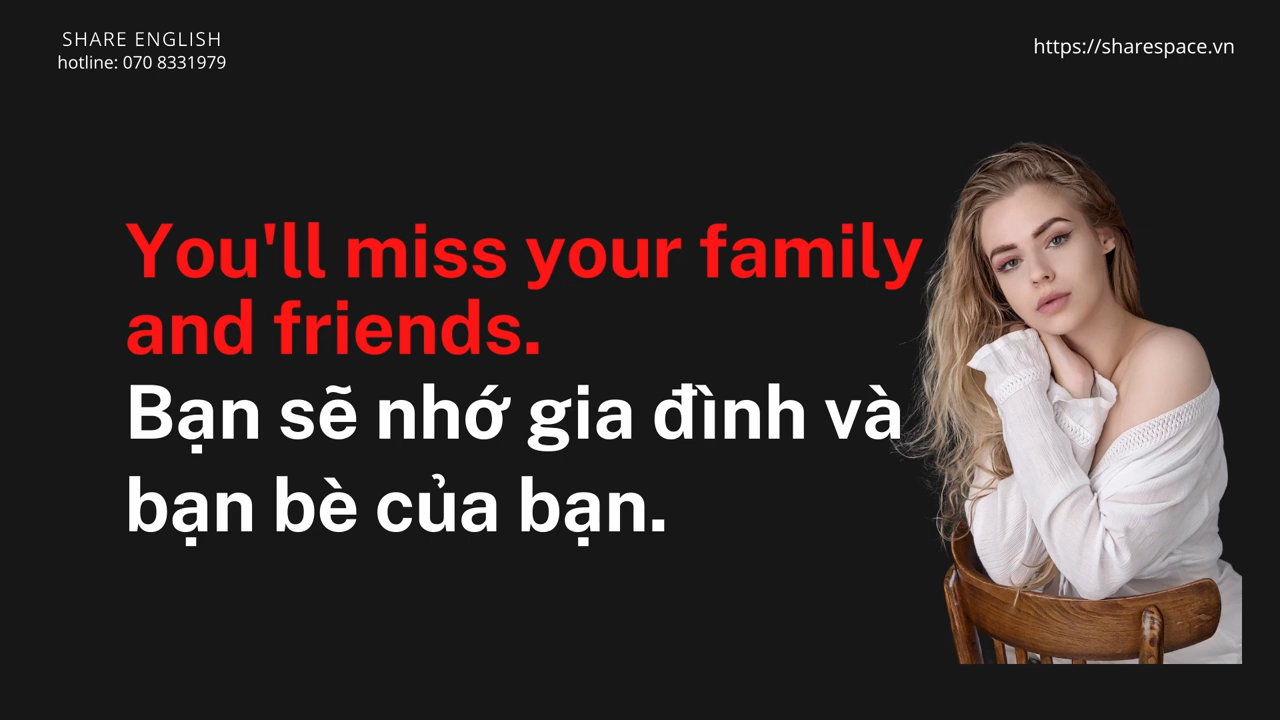 SHARE ENGLISH
hotline: 070 8331979
https://sharespace.vn
You'll miss your family
and friends.
Bạn sẽ nhớ gia đình và
bạn bè của bạn.